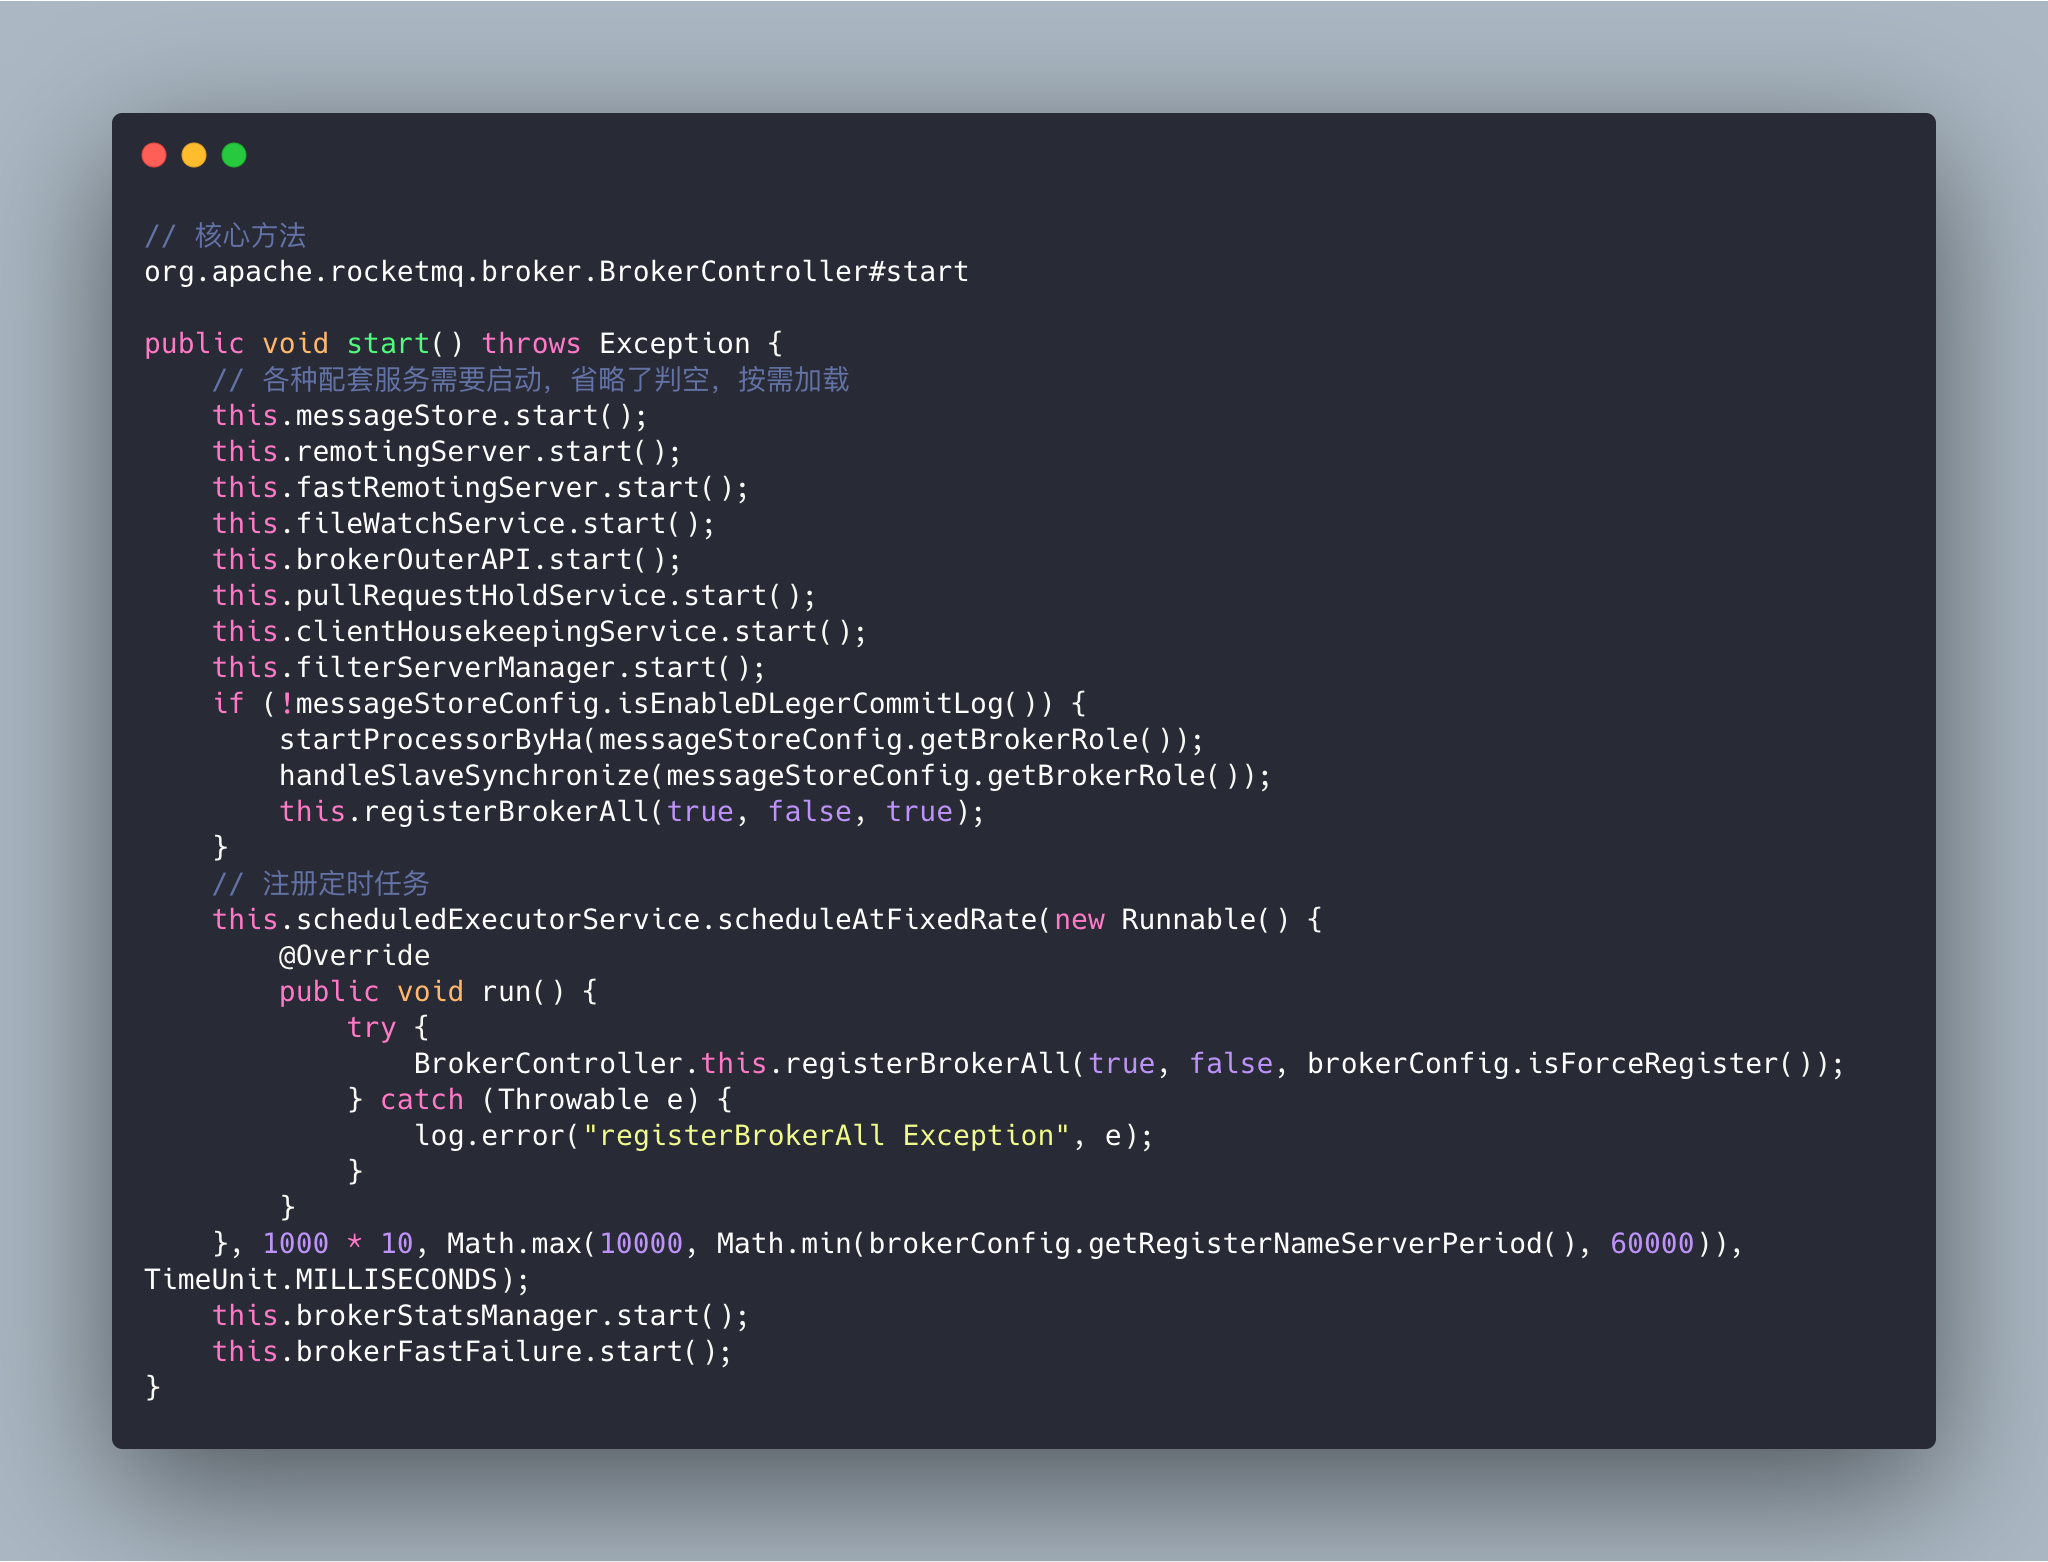 // 核心方法
org.apache.rocketmq.broker.BrokerController#start
public void start() throws Exception {
// 各种配套服务需要启动，省略了判空，按需加载
this.messageStore.start();
this.remotingServer.start();
this.fastRemotingServer.start();
this.fileWatchService.start();
this.brokerOuterAPI.start();
this.pullRequestHoldService.start();
this.clientHousekeepingService.start();
this.filterServerManager.start();
if (!messageStoreConfig.isEnableDLegerCommitLog()) {
startProcessorByHa(messageStoreConfig.getBrokerRole());
handleSlaveSynchronize(messageStoreConfig.getBrokerRole());
this.registerBrokerAll(true, false, true);
}
// 注册定时任务
this.scheduledExecutorService.scheduleAtFixedRate(new Runnable() {
@Override
public void run() {
try {
BrokerController.this.registerBrokerAll(true, false, brokerConfig.isForceRegister());
} catch (Throwable e) {
log.error("registerBrokerAll Exception", e);
}
}
}, 1000 * 10, Math.max(10000, Math.min(brokerConfig.getRegisterNameServerPeriod(), 60000)),
TimeUnit.MILLISECONDS);
this.brokerStatsManager.start();
this.brokerFastFailure.start();
}